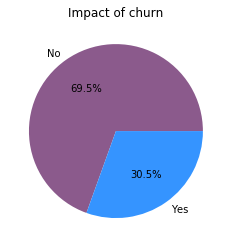 Impact of churn
No
69.5%
30.5%
Yes